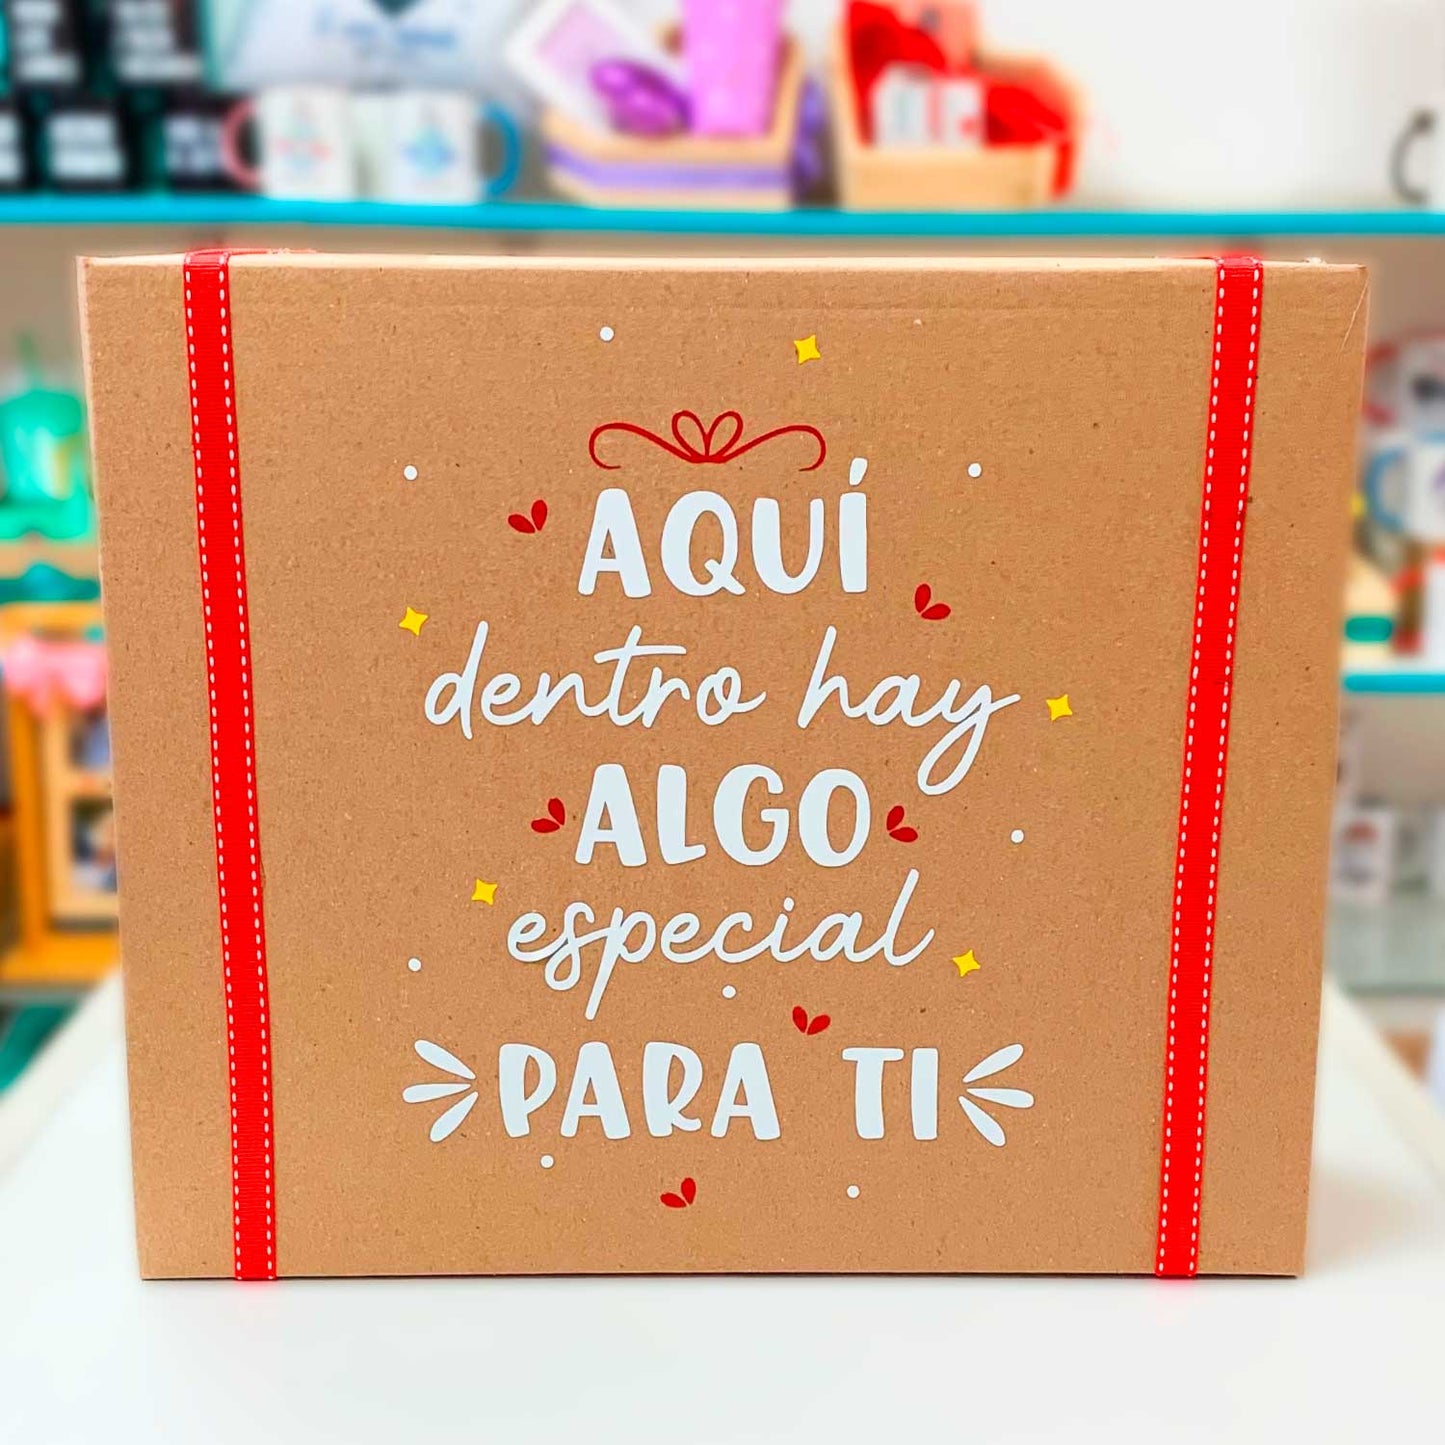 AQUÍ
dentro hay
ALGO
especial
PARA TI